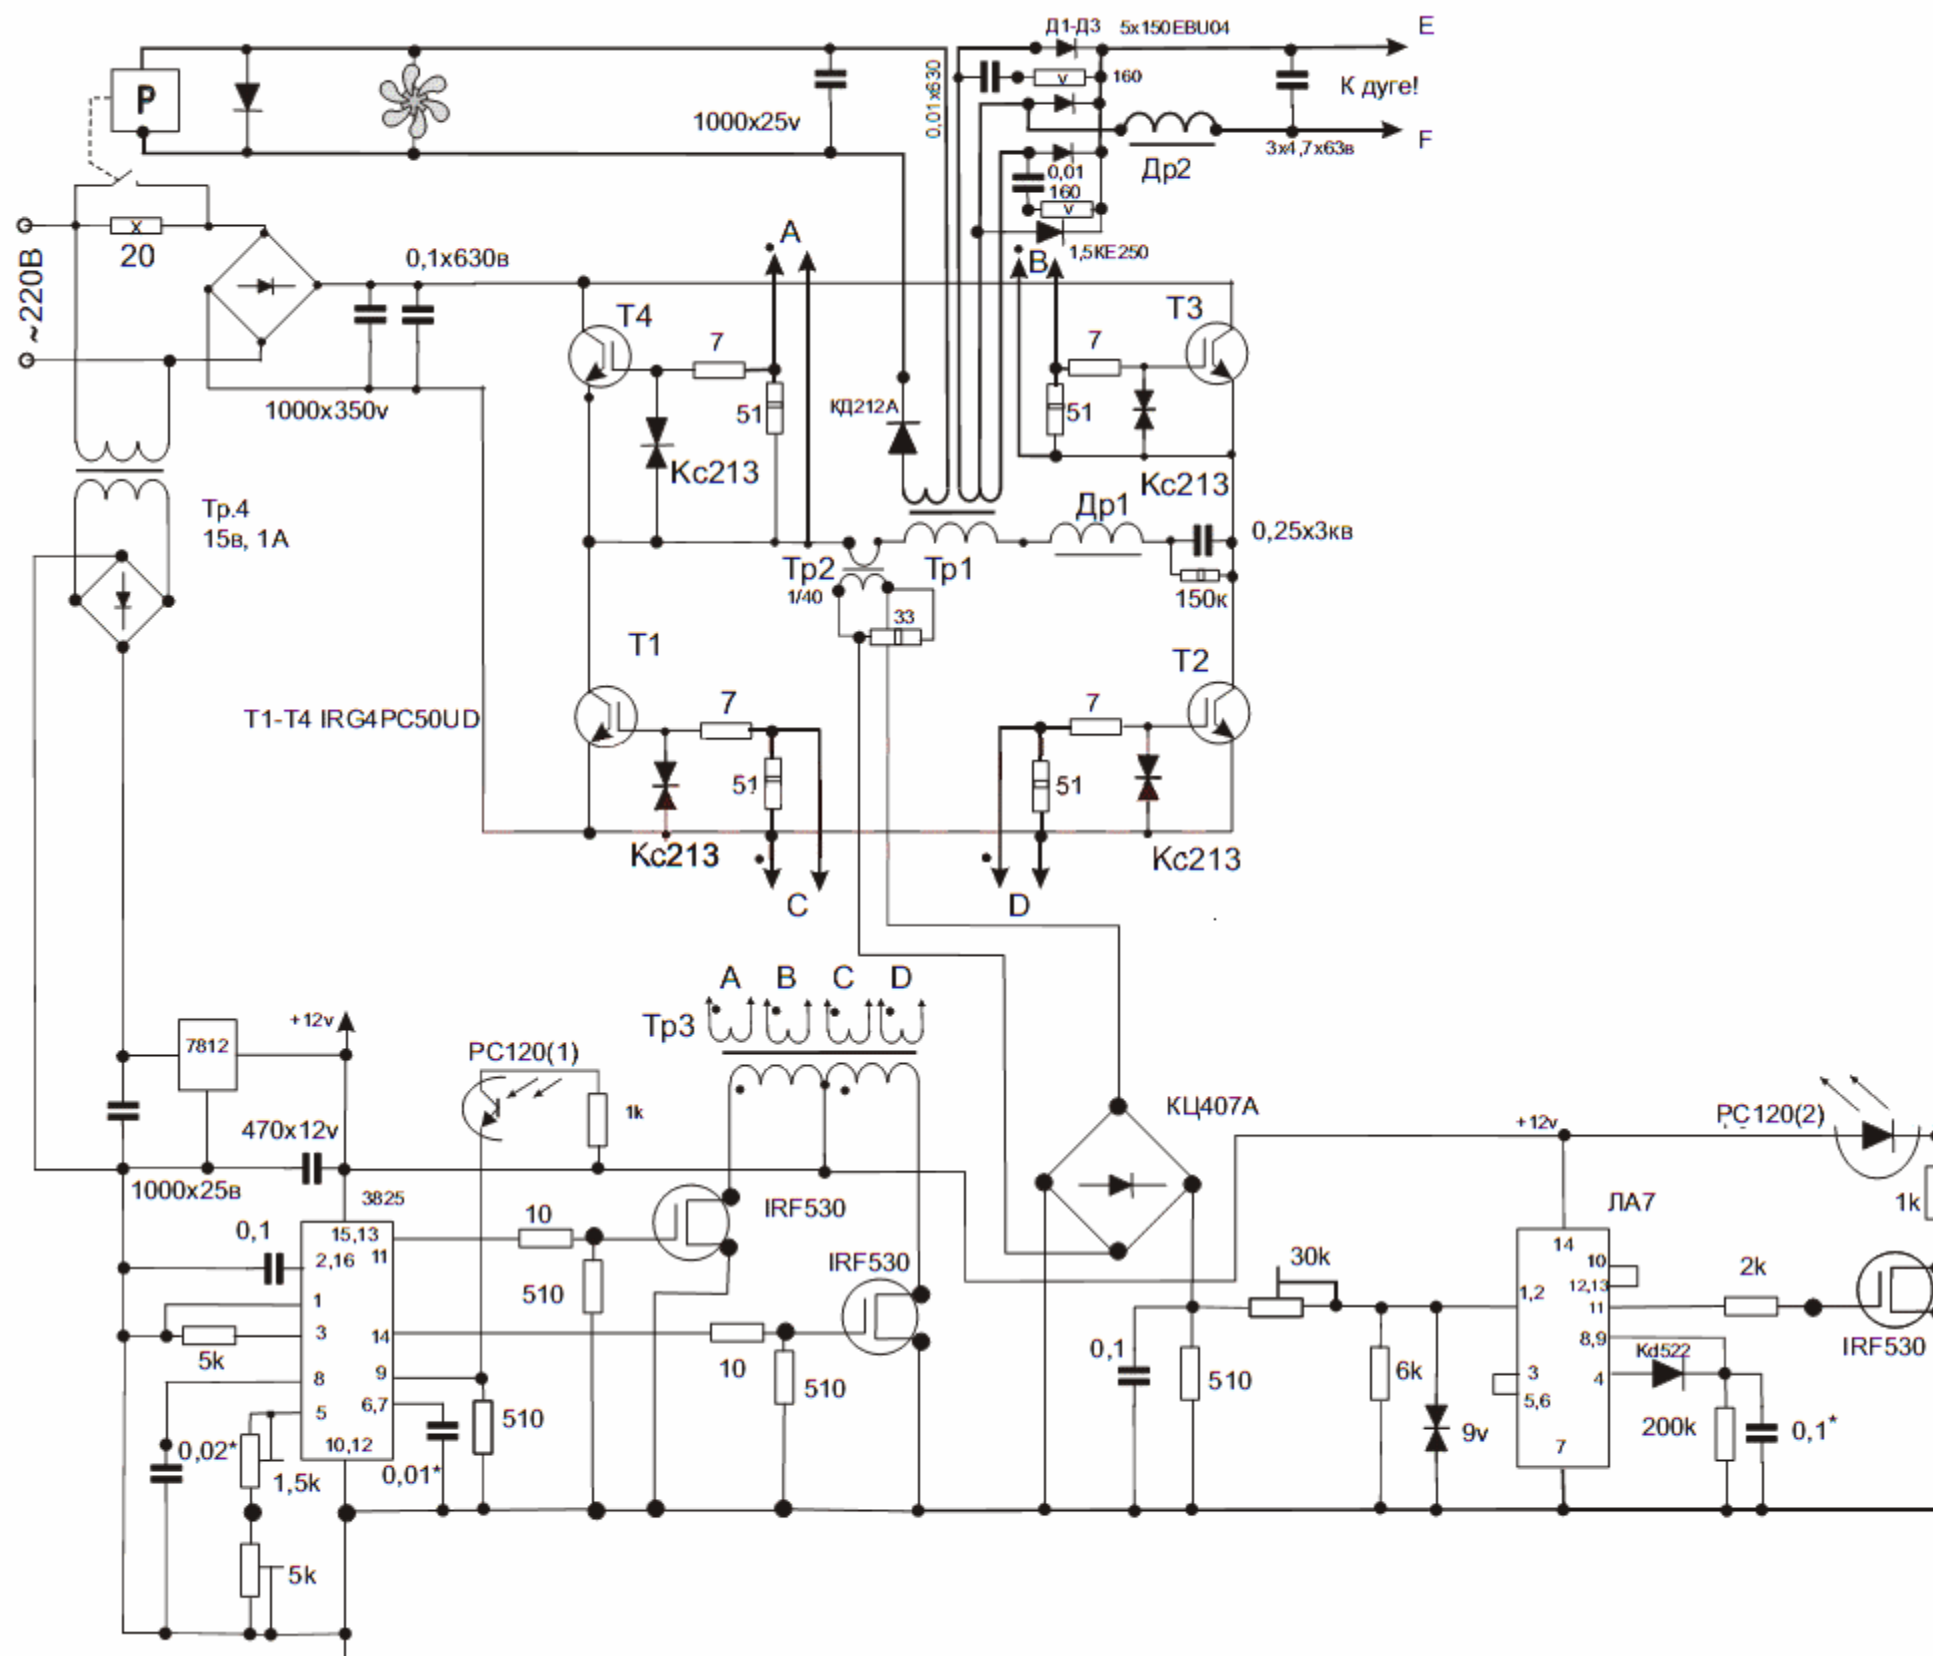 Д1-Д3 5x150EBU04
E
P
1000x25v
0,01x630
160
К дуге!
F
3x4,7x63в
Др2
0,01
160
x
20
~220В
0,1x630в
A
B
1,5KE250
T4
T3
7
7
1000x350v
51
КД212А
51
Кс213
Кс213
Др1
Тр.4
15в, 1А
0,25x3кв
Тр2
1/40
Тр1
150к
33
T1
T2
T1-T4 IRG4PC50UD
7
7
51
51
Кс213
Кс213
C
D
A B C D
Тр3
+12v
7812
PC120(1)
1k
КЦ407А
+12v
PC120(2)
470x12v
1000x25в
3825
IRF530
ЛА7
1k
0,1
15,13
2,16
11
10
IRF530
30k
14
10
12,13
2k
510
1
1,2
11
3
14
5k
10
0,1
8,9
Kd522
IRF530
8
9
510
510
6k
3
4
5
6,7
510
5,6
0,02*
9v
200k
0,1*
10,12
7
1,5k
0,01*
5k